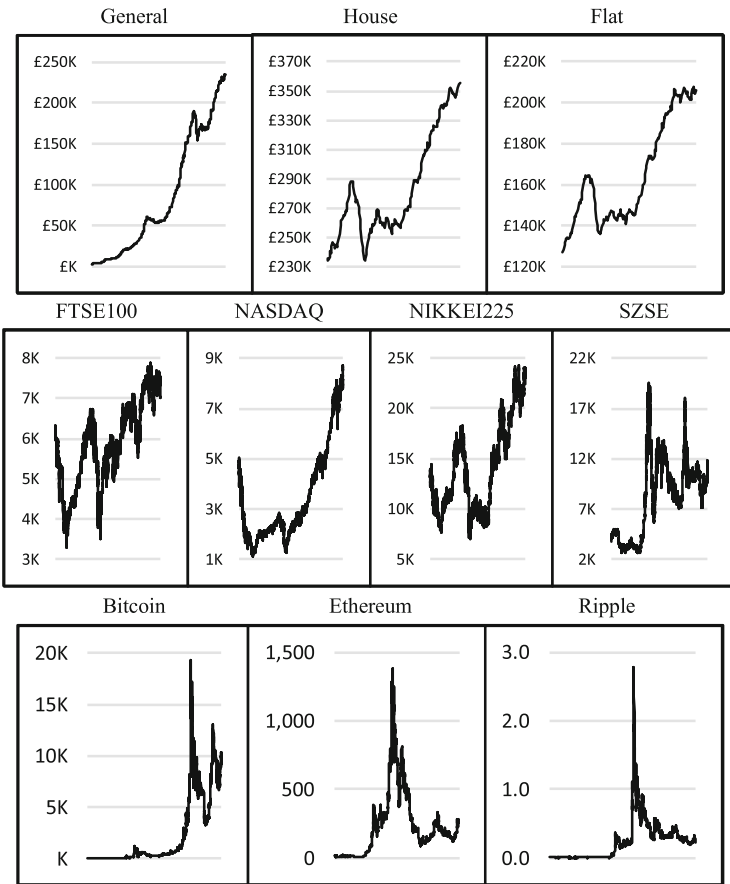 General House Flat
£250K £370K £220K
£200K £350K £200K
£330K
£150K £310K £180K
£100K £290K £160K
£270K
£50K £250K £140K
£K £230K £120K
FTSE100 NASDAQ NIKKEI225 SZSE
8K 9K 25K 22K
7K 7K 20K 17K
6K
5K 5K 15K 12K
4K 3K 10K 7K
3K 1K 5K 2K
Bitcoin Ethereum Ripple
20K 1,500 3.0
15K 1,000 2.0
10K
5K 500 1.0
K 0 0.0